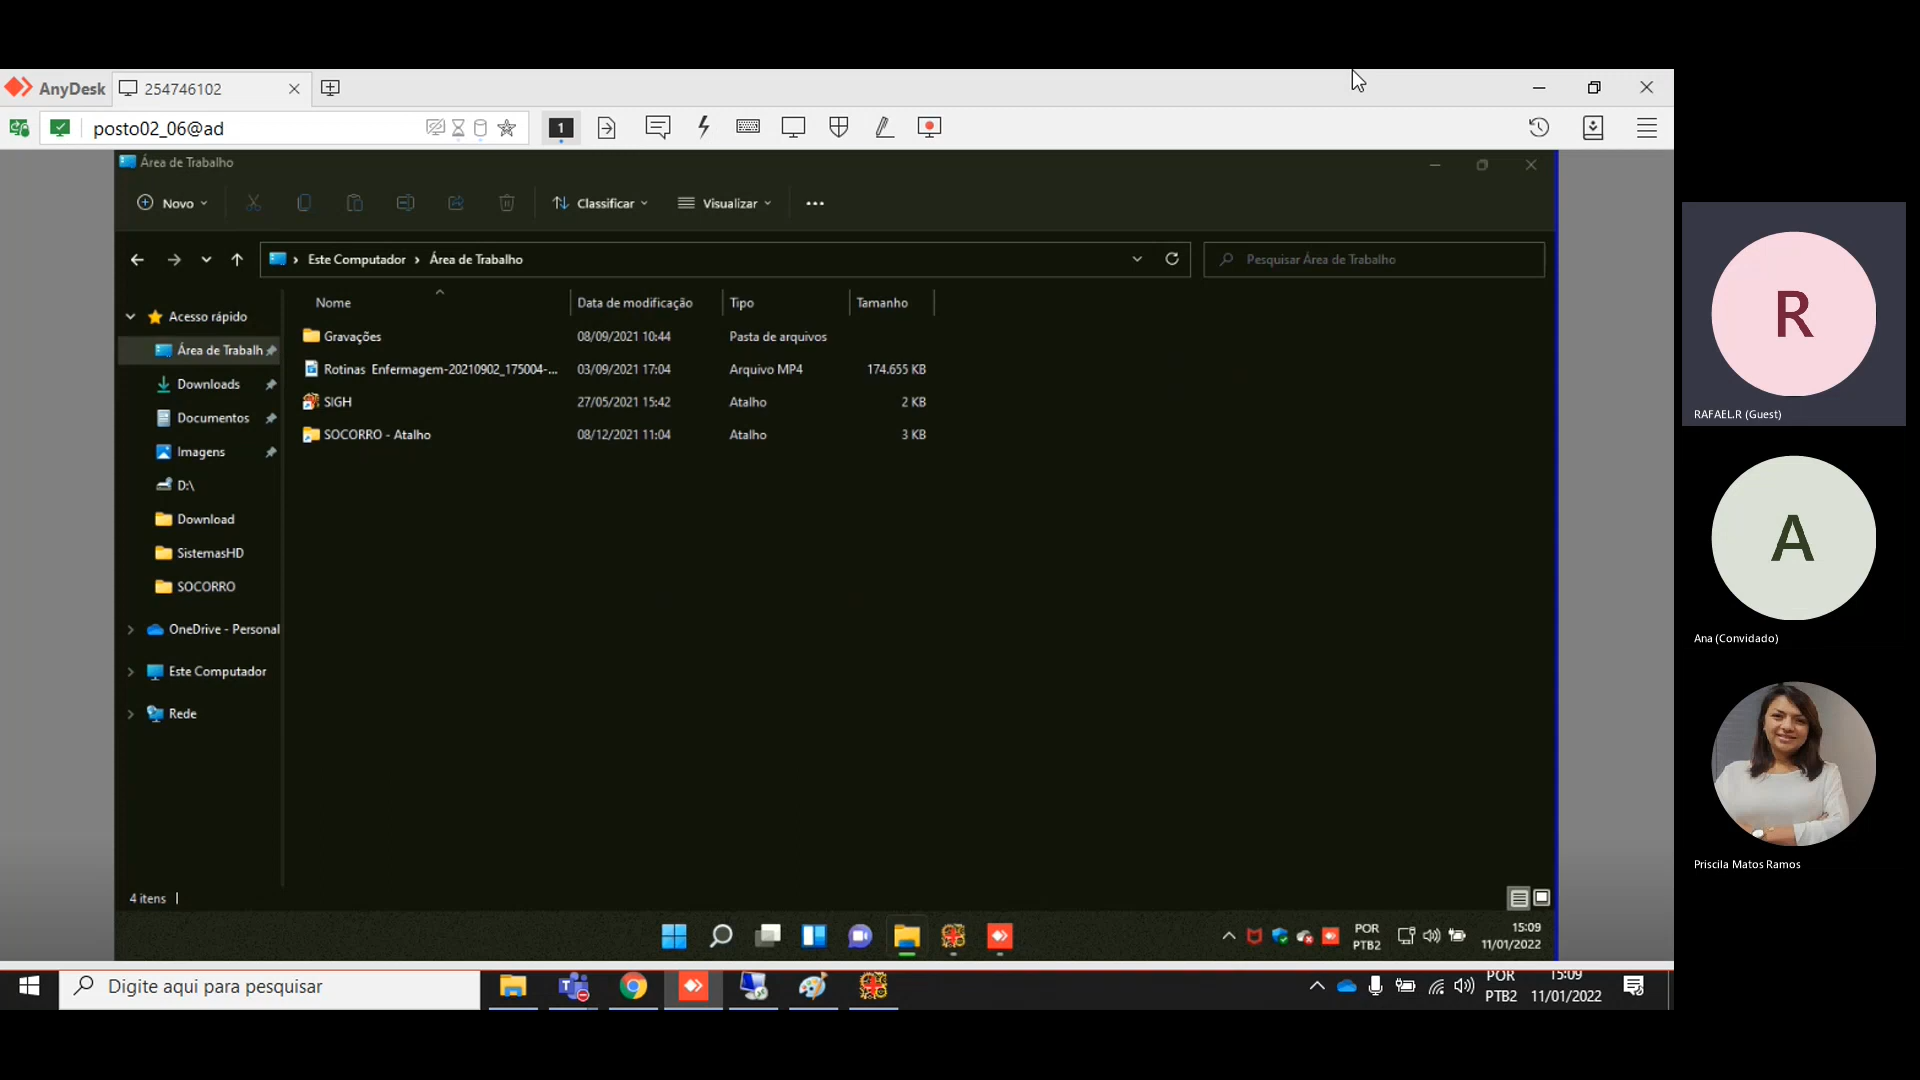 AnyDesk
254746102
posto02_06@ad
1
Área de Trabalho
Novo
Classificar
Visualizar
Este Computador > Área de Trabalho
Pesquisar Área de Trabalho
Nome
Data de modificação
Tipo
Tamanho
Gravações
08/09/2021 10:44
Pasta de arquivos
Rotinas Enfermagem-20210902_175004-...
03/09/2021 17:04
Arquivo MP4
174.655 KB
SIGH
27/05/2021 15:42
Atalho
2 KB
SOCORRO - Atalho
08/12/2021 11:04
Atalho
3 KB
Acesso rápido
Área de Trabalh
Downloads
Documentos
Imagens
D:\
Download
SistemasHD
SOCORRO
OneDrive - Personal
Este Computador
Rede
4 itens
POR
PTB2
15:09
11/01/2022
Digite aqui para pesquisar
POR
PTB2
15:09
11/01/2022
R
RAFAEL.R (Guest)
A
Ana (Convidado)
Priscila Matos Ramos